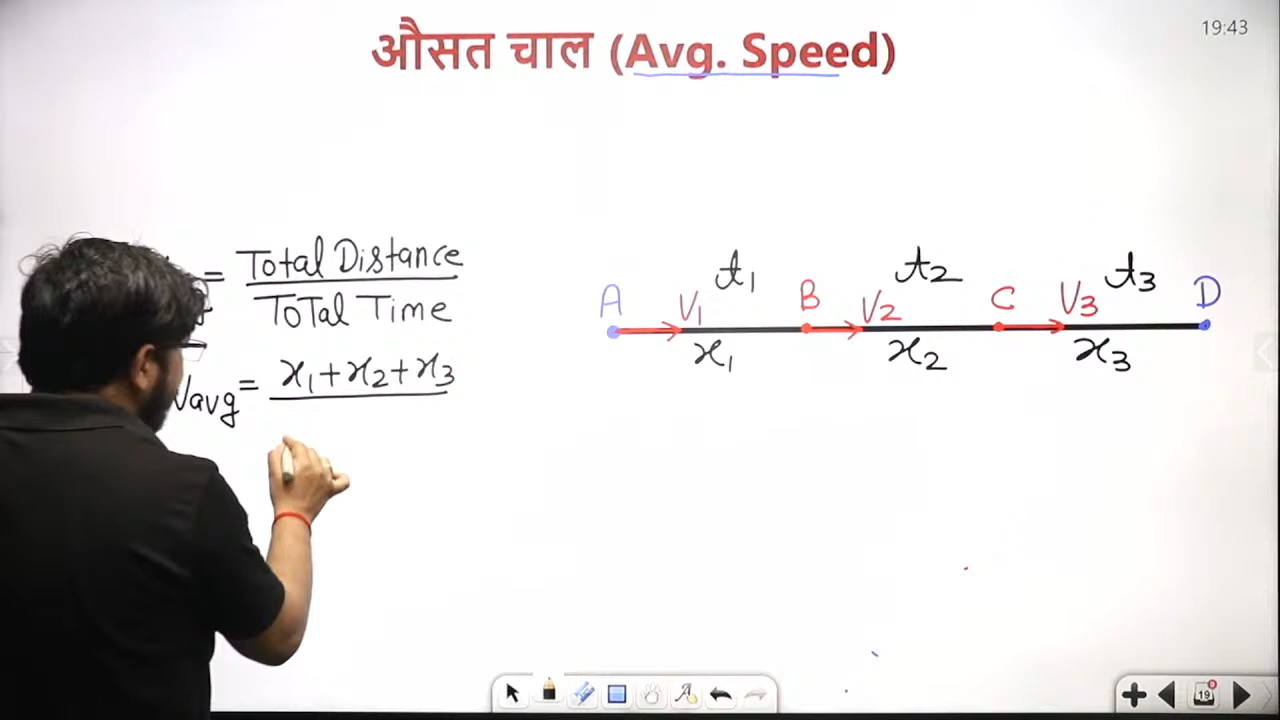 19:43
औसत चाल (Avg. Speed)
= Total Distance
ToTal Time
Vavg = x₁+x₂+x₃
t₁ t₂ t₃
A V₁ B V₂ C V₃ D
x₁ x₂ x₃
19